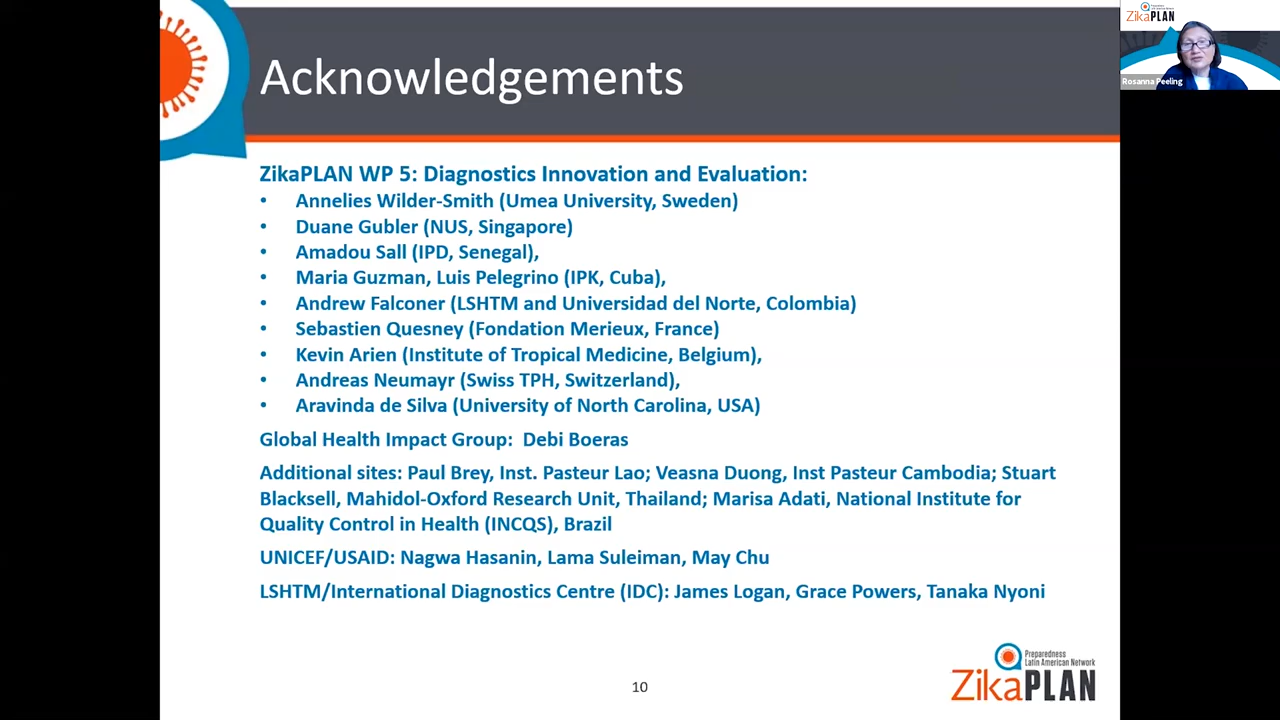 Acknowledgements
ZikaPLAN WP 5: Diagnostics Innovation and Evaluation:
• Annelies Wilder-Smith (Umea University, Sweden)
• Duane Gubler (NUS, Singapore)
• Amadou Sall (IPD, Senegal),
• Maria Guzman, Luis Pelegrino (IPK, Cuba),
• Andrew Falconer (LSHTM and Universidad del Norte, Colombia)
• Sebastien Quesney (Fondation Merieux, France)
• Kevin Arien (Institute of Tropical Medicine, Belgium),
• Andreas Neumayr (Swiss TPH, Switzerland),
• Aravinda de Silva (University of North Carolina, USA)
Global Health Impact Group: Debi Boeras
Additional sites: Paul Brey, Inst. Pasteur Lao; Veasna Duong, Inst Pasteur Cambodia; Stuart
Blacksell, Mahidol-Oxford Research Unit, Thailand; Marisa Adati, National Institute for
Quality Control in Health (INCQS), Brazil
UNICEF/USAID: Nagwa Hasanin, Lama Suleiman, May Chu
LSHTM/International Diagnostics Centre (IDC): James Logan, Grace Powers, Tanaka Nyoni
10
Preparedness
Latin American Network
ZikaPLAN
ZikaPLAN
Rosanna Peeling